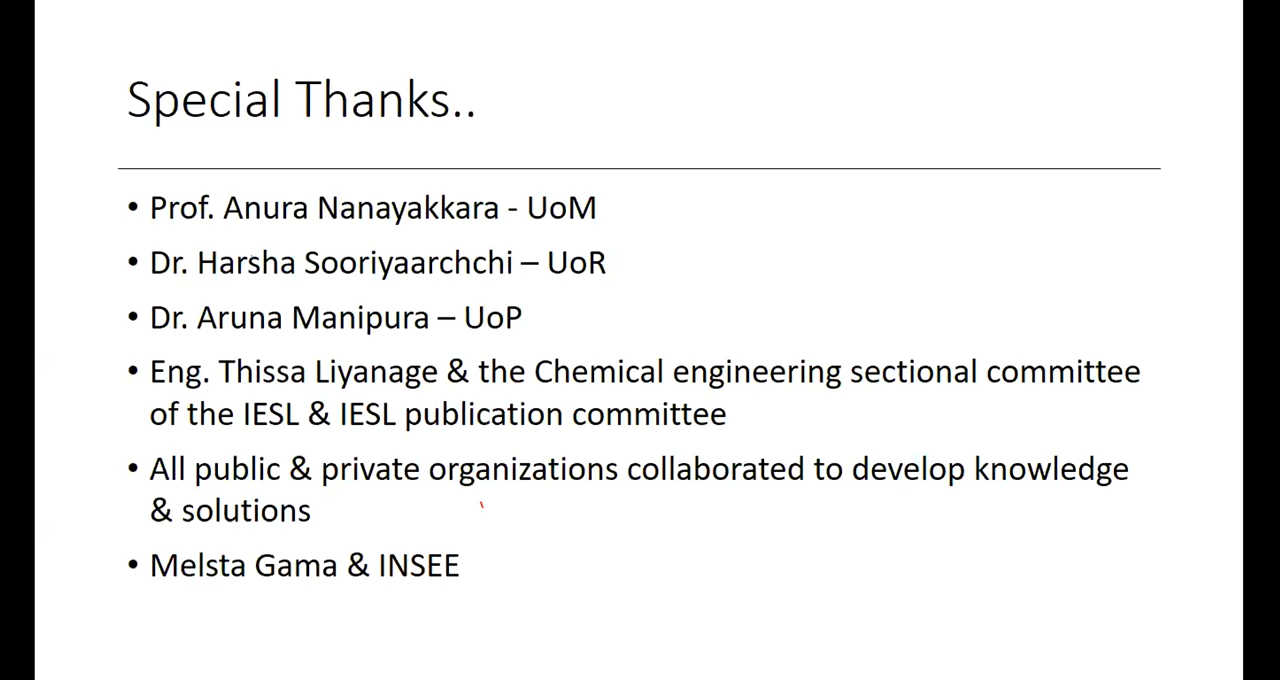 Special Thanks..
• Prof. Anura Nanayakkara - UoM
• Dr. Harsha Sooriyaarchchi – UoR
• Dr. Aruna Manipura – UoP
• Eng. Thissa Liyanage & the Chemical engineering sectional committee
of the IESL & IESL publication committee
• All public & private organizations collaborated to develop knowledge
& solutions
• Melsta Gama & INSEE